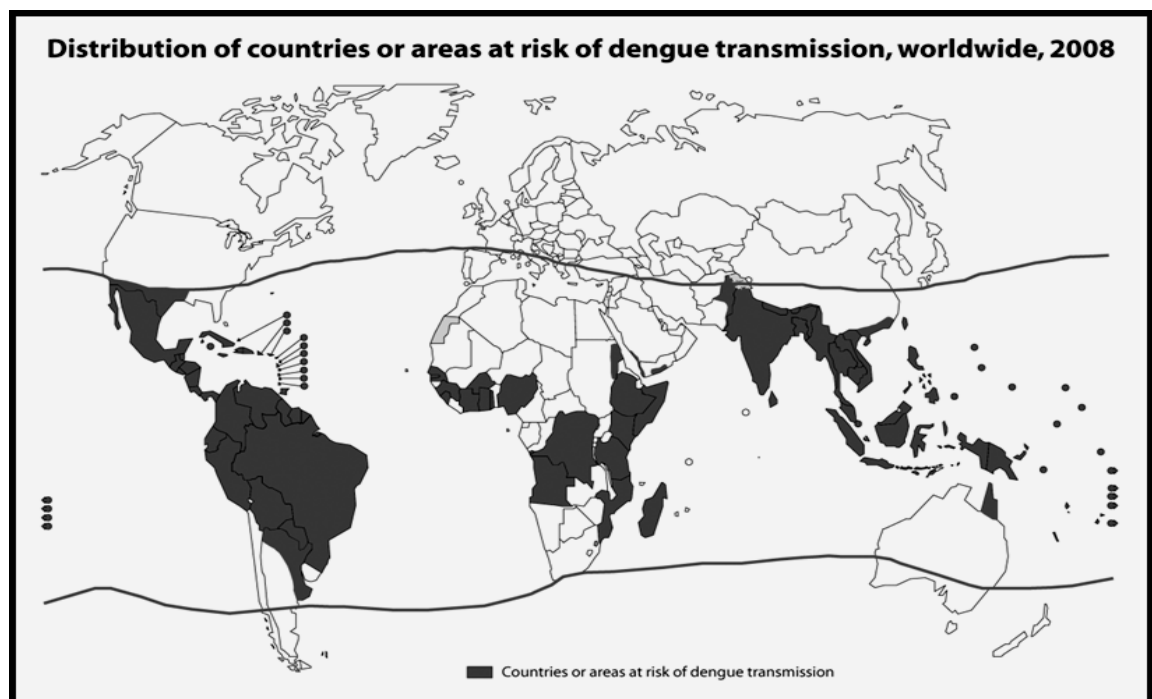 Distribution of countries or areas at risk of dengue transmission, worldwide, 2008
Countries or areas at risk of dengue transmission